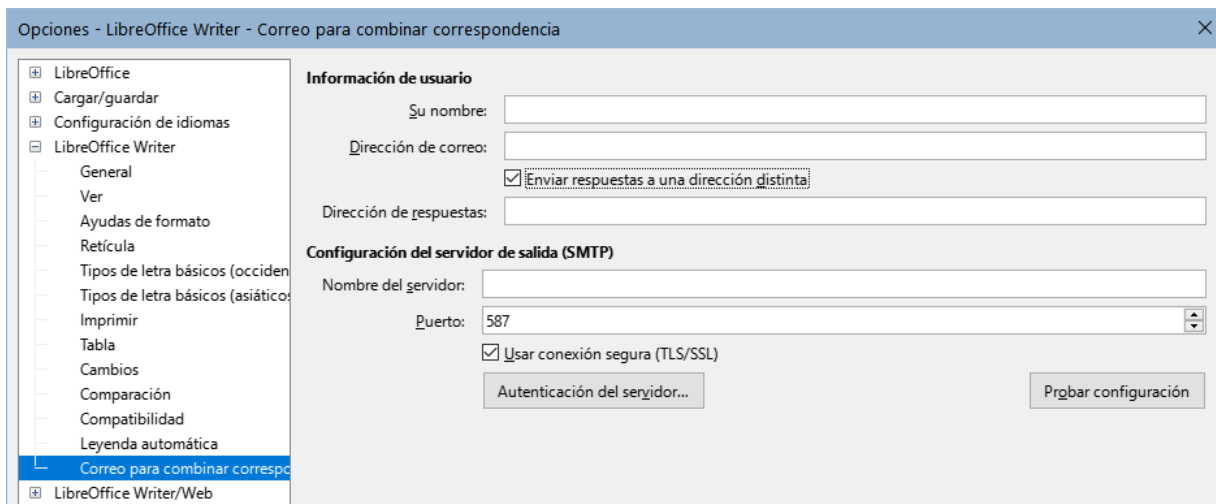 Opciones - LibreOffice Writer - Correo para combinar correspondencia
LibreOffice
Cargar/guardar
Configuración de idiomas
LibreOffice Writer
General
Ver
Ayudas de formato
Retícula
Tipos de letra básicos (occiden
Tipos de letra básicos (asiáticos
Imprimir
Tabla
Cambios
Comparación
Compatibilidad
Leyenda automática
Correo para combinar correspo
LibreOffice Writer/Web
Información de usuario
Su nombre:
Dirección de correo:
Enviar respuestas a una dirección distinta
Dirección de respuestas:
Configuración del servidor de salida (SMTP)
Nombre del servidor:
Puerto: 587
Usar conexión segura (TLS/SSL)
Autenticación del servidor... Probar configuración